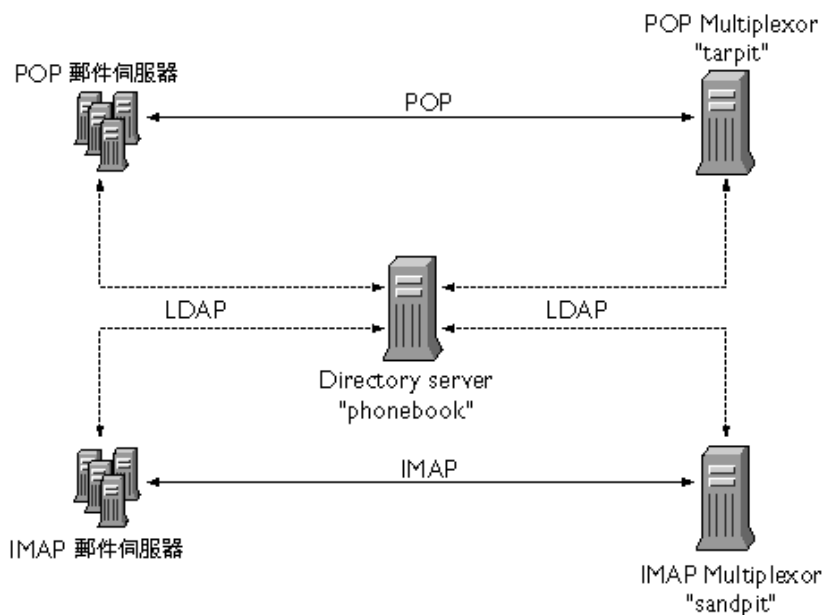 POP Multiplexor
"tarpit"
POP 郵件伺服器
POP
LDAP
LDAP
Directory server
"phonebook"
IMAP
IMAP 郵件伺服器
IMAP Multiplexor
"sandpit"